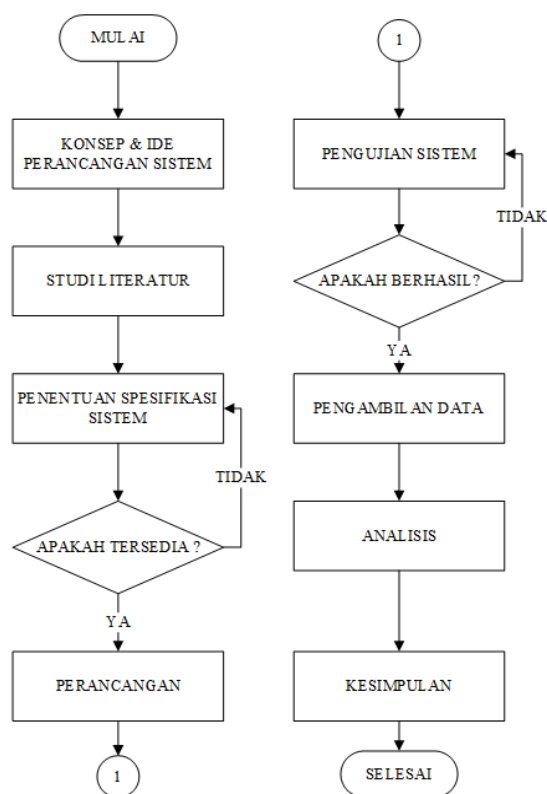 MULAI
KONSEP & IDE
PERANCANGAN SISTEM
STUDI LITERATUR
PENENTUAN SPESIFIKASI
SISTEM
TIDAK
APAKAH TERSEDIA ?
YA
PERANCANGAN
1
1
PENGUJIAN SISTEM
TIDAK
APAKAH BERHASIL?
YA
PENGAMBILAN DATA
ANALISIS
KESIMPULAN
SELESAI